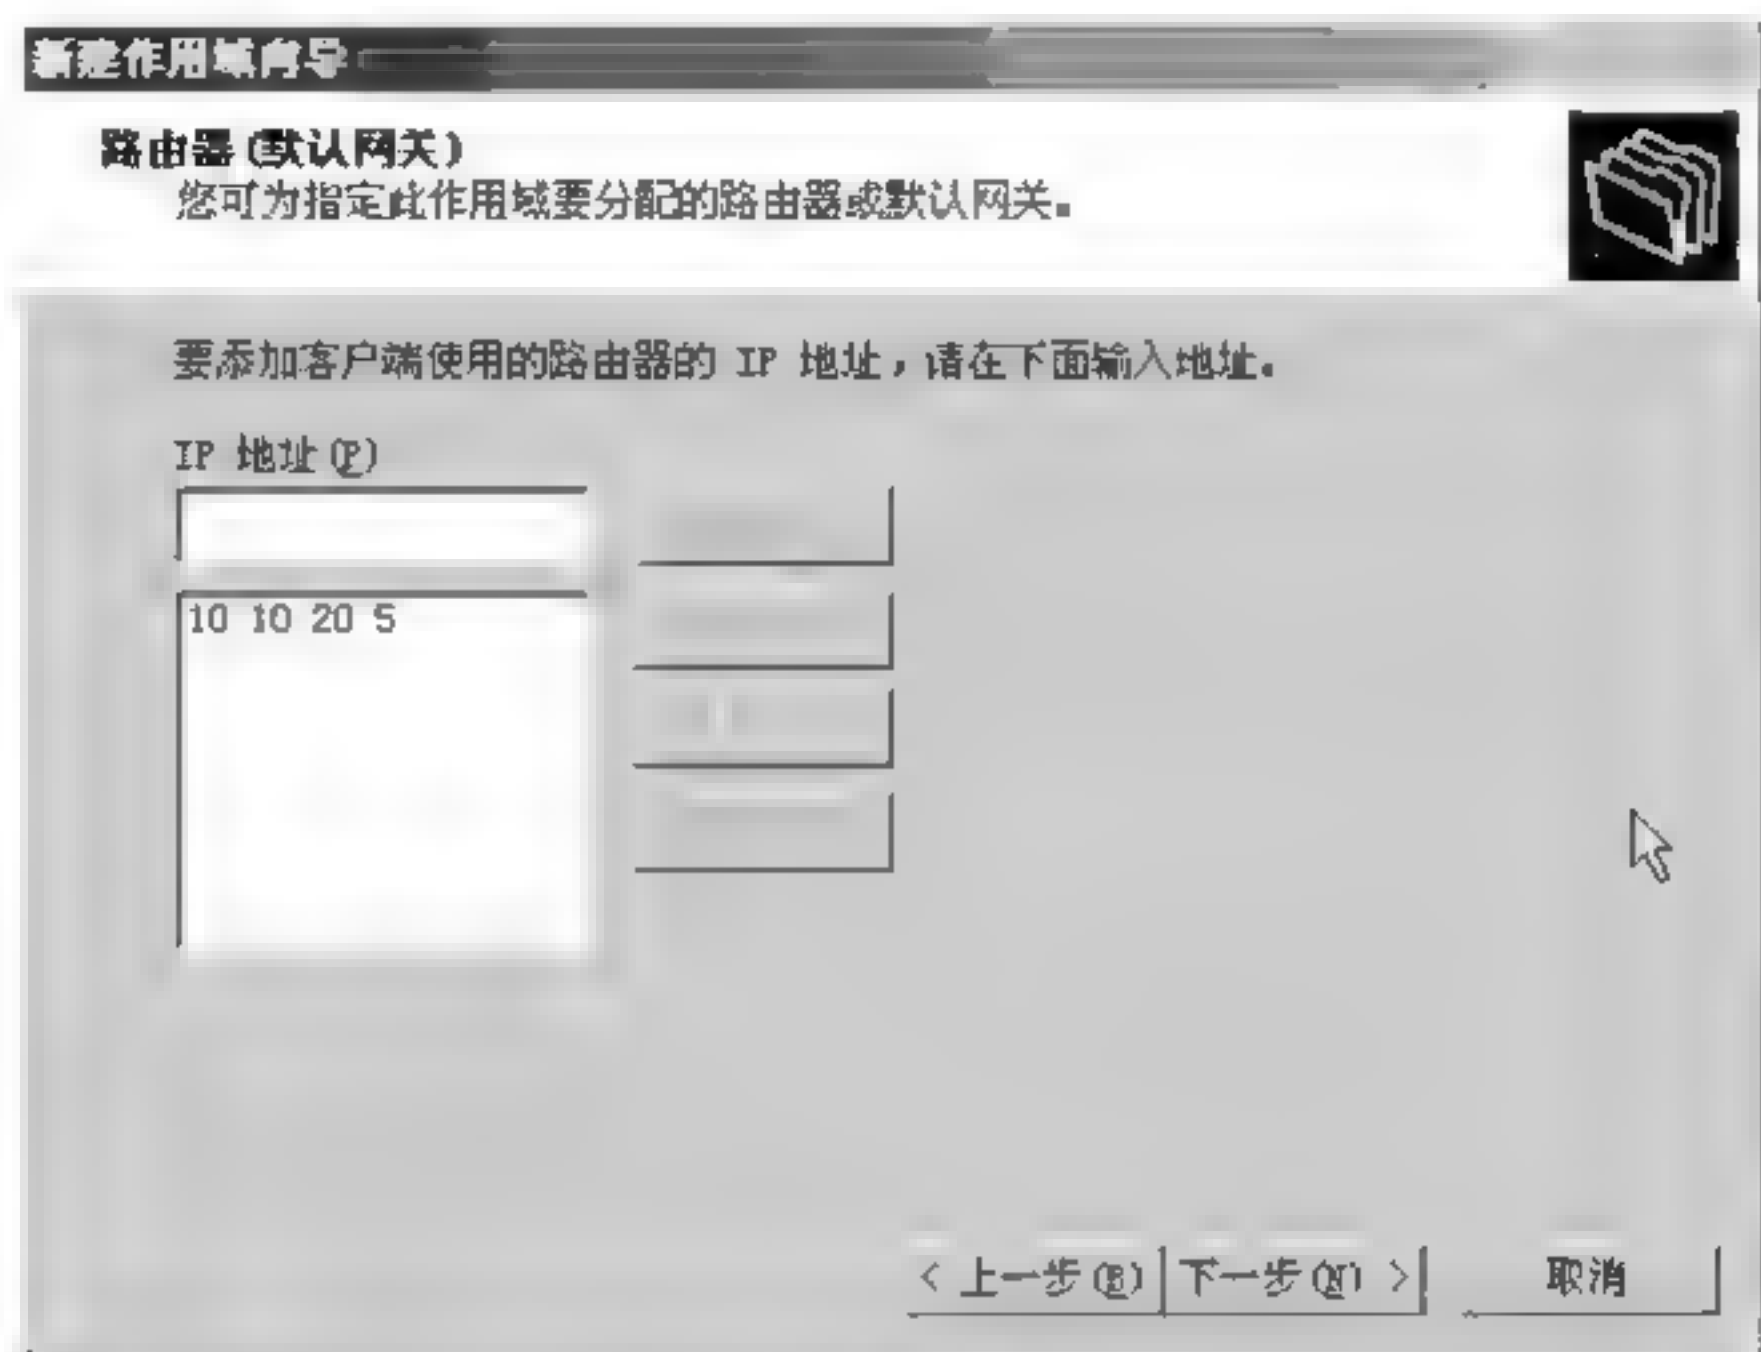 新建作用域向导
路由器(默认网关)
您可为指定此作用域要分配的路由器或默认网关。
要添加客户端使用的路由器的 IP 地址，请在下面输入地址。
IP 地址(P)
10 10 20 5
< 上一步(B) 下一步(N) > 取消